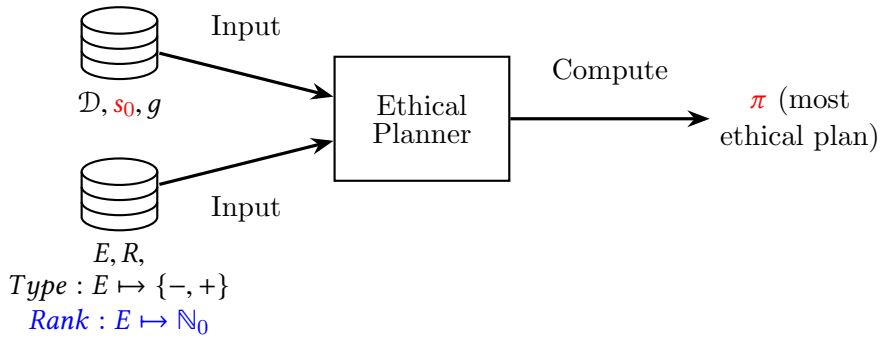 Input
𝒟, s₀, g
Ethical
Planner
Compute
π (most
ethical plan)
Input
E, R,
Type : E ↦ {−, +}
Rank : E ↦ ℕ₀